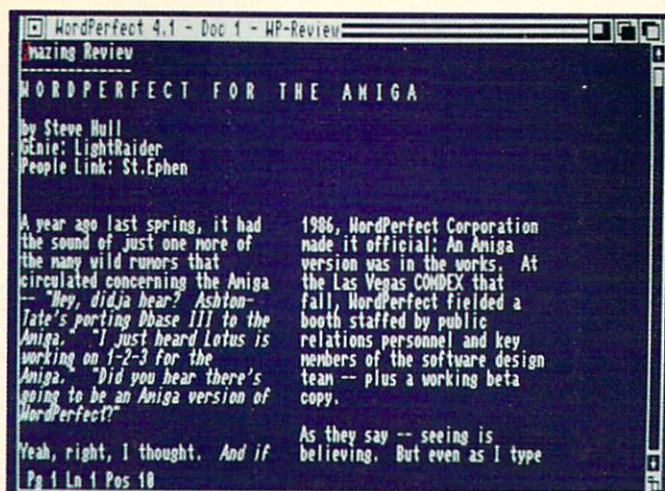 WordPerfect 4.1 - Doc 1 - WP-Review
mazing Review
--------------
WORDPERFECT FOR THE AMIGA
by Steve Hull
GEnie: LightRaider
People Link: St.Ephen
A year ago last spring, it had
the sound of just one more of
the many wild rumors that
circulated concerning the Amiga
-- "Hey, didja hear? Ashton-
Tate's porting Dbase III to the
Amiga." "I just heard Lotus is
working on 1-2-3 for the
Amiga." "Did you hear there's
going to be an Amiga version of
WordPerfect?"
Yeah, right, I thought. And if
1986, WordPerfect Corporation
made it official: An Amiga
version was in the works. At
the Las Vegas COMDEX that
fall, WordPerfect fielded a
booth staffed by public
relations personnel and key
members of the software design
team -- plus a working beta
copy.
As they say -- seeing is
believing. But even as I type
Pg 1 Ln 1 Pos 10